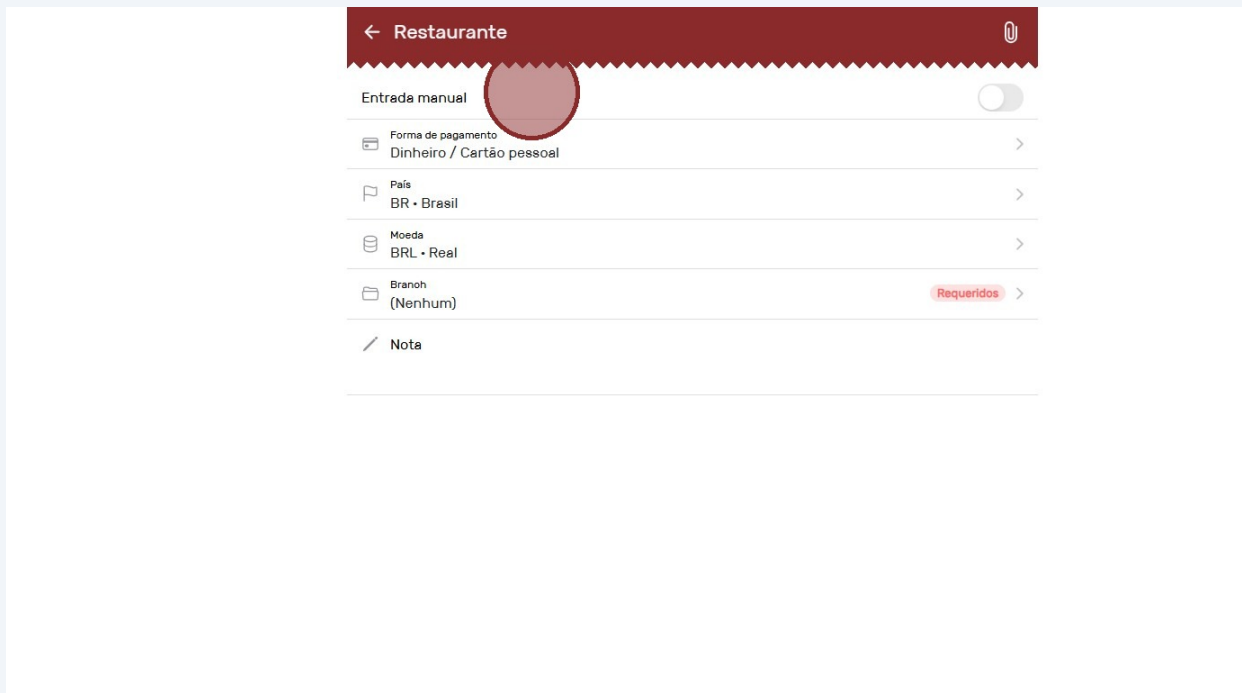 Restaurante
Entrada manual
Forma de pagamento
Dinheiro / Cartão pessoal
País
BR • Brasil
Moeda
BRL • Real
Branoh
(Nenhum)
Requeridos
Nota